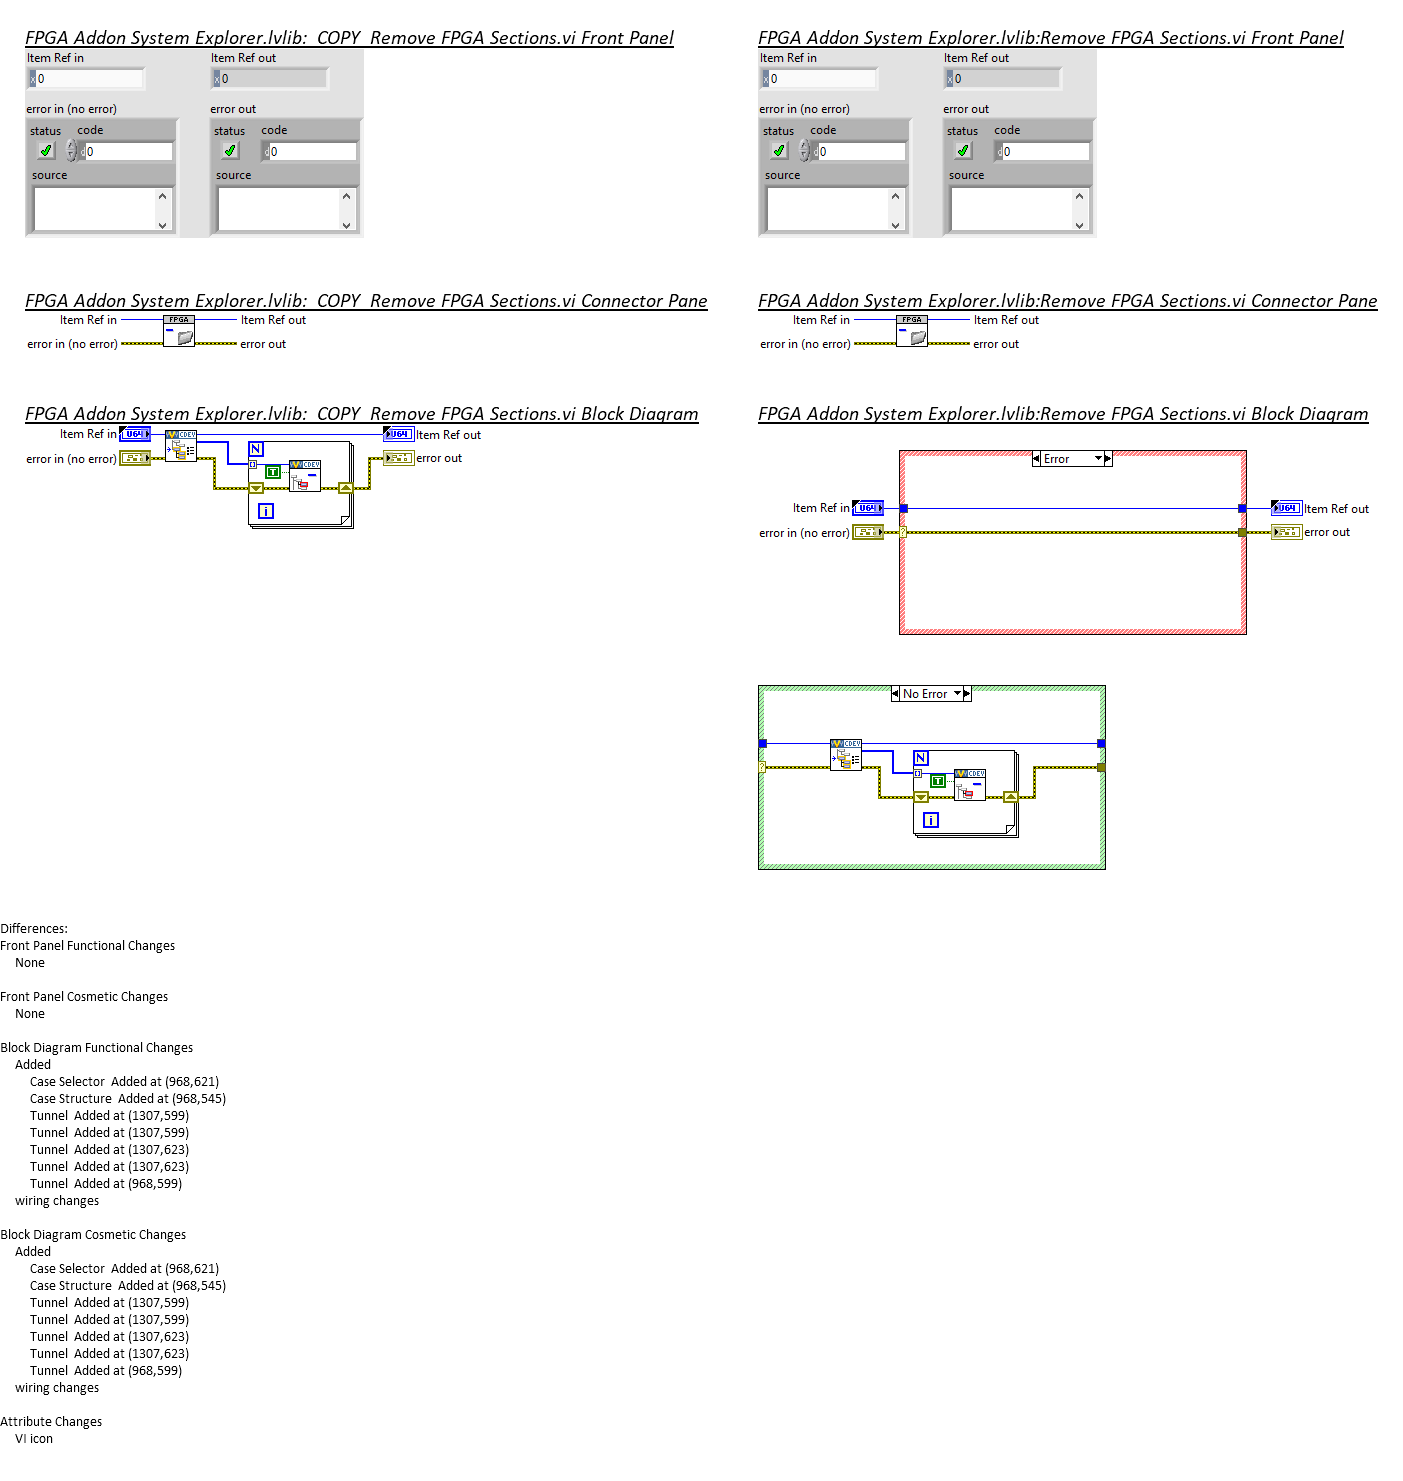 FPGA Addon System Explorer.lvlib:  COPY  Remove FPGA Sections.vi Front Panel
Item Ref in
Item Ref out
x 0
x 0
error in (no error)
error out
status
code
status
code
d 0
d 0
source
source
FPGA Addon System Explorer.lvlib:Remove FPGA Sections.vi Front Panel
Item Ref in
Item Ref out
x 0
x 0
error in (no error)
error out
status
code
status
code
d 0
d 0
source
source
FPGA Addon System Explorer.lvlib:  COPY  Remove FPGA Sections.vi Connector Pane
Item Ref in
FPGA
Item Ref out
error in (no error)
error out
FPGA Addon System Explorer.lvlib:Remove FPGA Sections.vi Connector Pane
Item Ref in
FPGA
Item Ref out
error in (no error)
error out
FPGA Addon System Explorer.lvlib:  COPY  Remove FPGA Sections.vi Block Diagram
Item Ref in
U64
CDEV
U64
Item Ref out
N
error in (no error)
error out
CDEV
T
i
FPGA Addon System Explorer.lvlib:Remove FPGA Sections.vi Block Diagram
Error
Item Ref in
U64
U64
Item Ref out
error in (no error)
?
error out
No Error
CDEV
N
?
CDEV
T
i
Differences:
Front Panel Functional Changes
None
Front Panel Cosmetic Changes
None
Block Diagram Functional Changes
Added
Case Selector  Added at (968,621)
Case Structure  Added at (968,545)
Tunnel  Added at (1307,599)
Tunnel  Added at (1307,599)
Tunnel  Added at (1307,623)
Tunnel  Added at (1307,623)
Tunnel  Added at (968,599)
wiring changes
Block Diagram Cosmetic Changes
Added
Case Selector  Added at (968,621)
Case Structure  Added at (968,545)
Tunnel  Added at (1307,599)
Tunnel  Added at (1307,599)
Tunnel  Added at (1307,623)
Tunnel  Added at (1307,623)
Tunnel  Added at (968,599)
wiring changes
Attribute Changes
VI icon